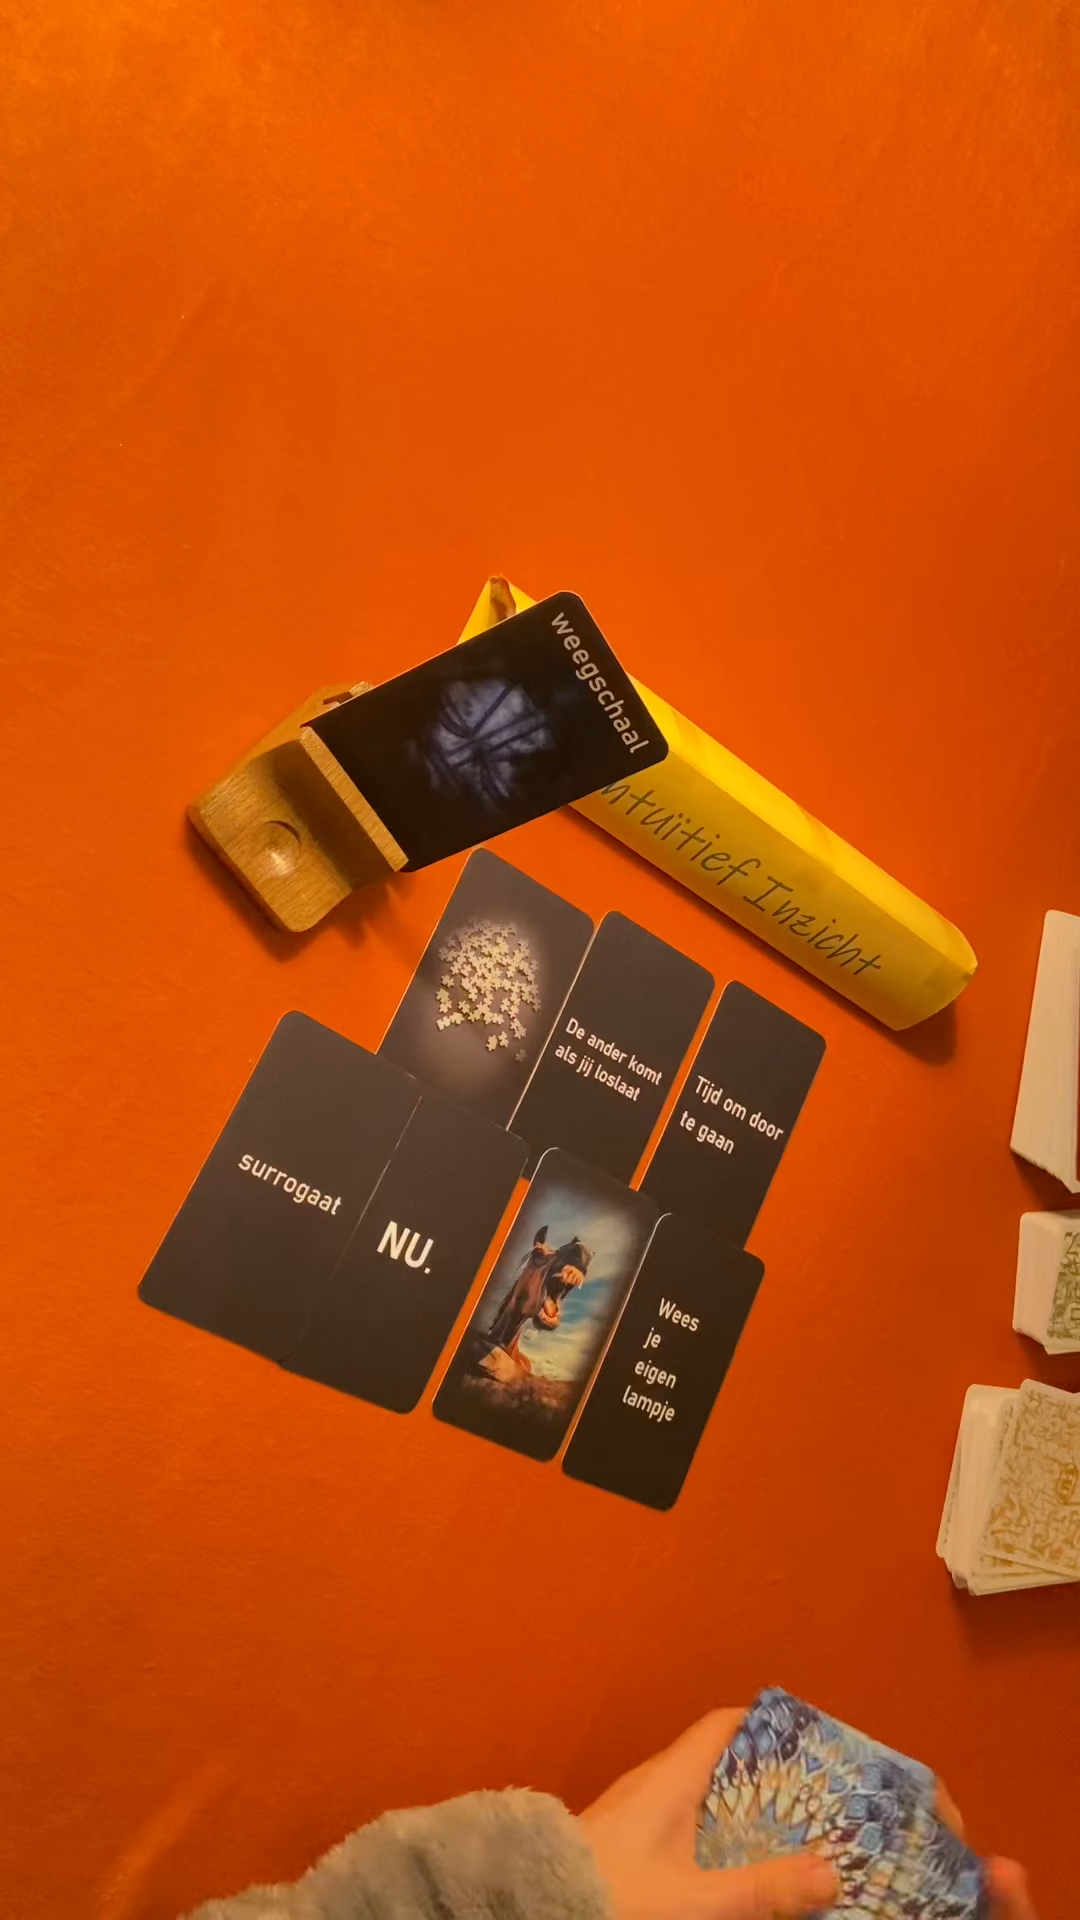 weegschaal
Intuïtief Inzicht
De ander komt
als jij loslaat
Tijd om door
te gaan
surrogaat
NU.
Wees
je
eigen
lampje